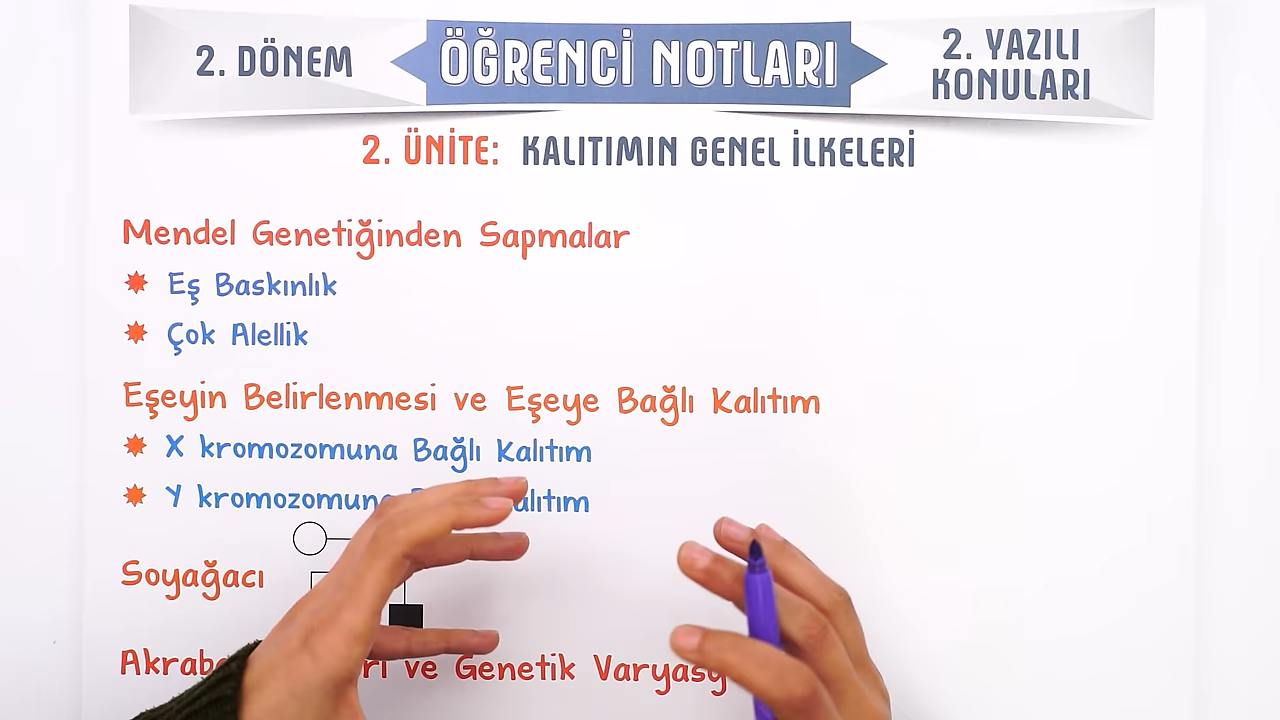 2. DÖNEM
ÖĞRENCİ NOTLARI
2. YAZILI
KONULARI
2. ÜNİTE: KALITIMIN GENEL İLKELERİ
Mendel Genetiğinden Sapmalar
Eş Baskınlık
Çok Alellik
Eşeyin Belirlenmesi ve Eşeye Bağlı Kalıtım
X kromozomuna Bağlı Kalıtım
Y kromozomuna
Soyağacı
ve Genetik